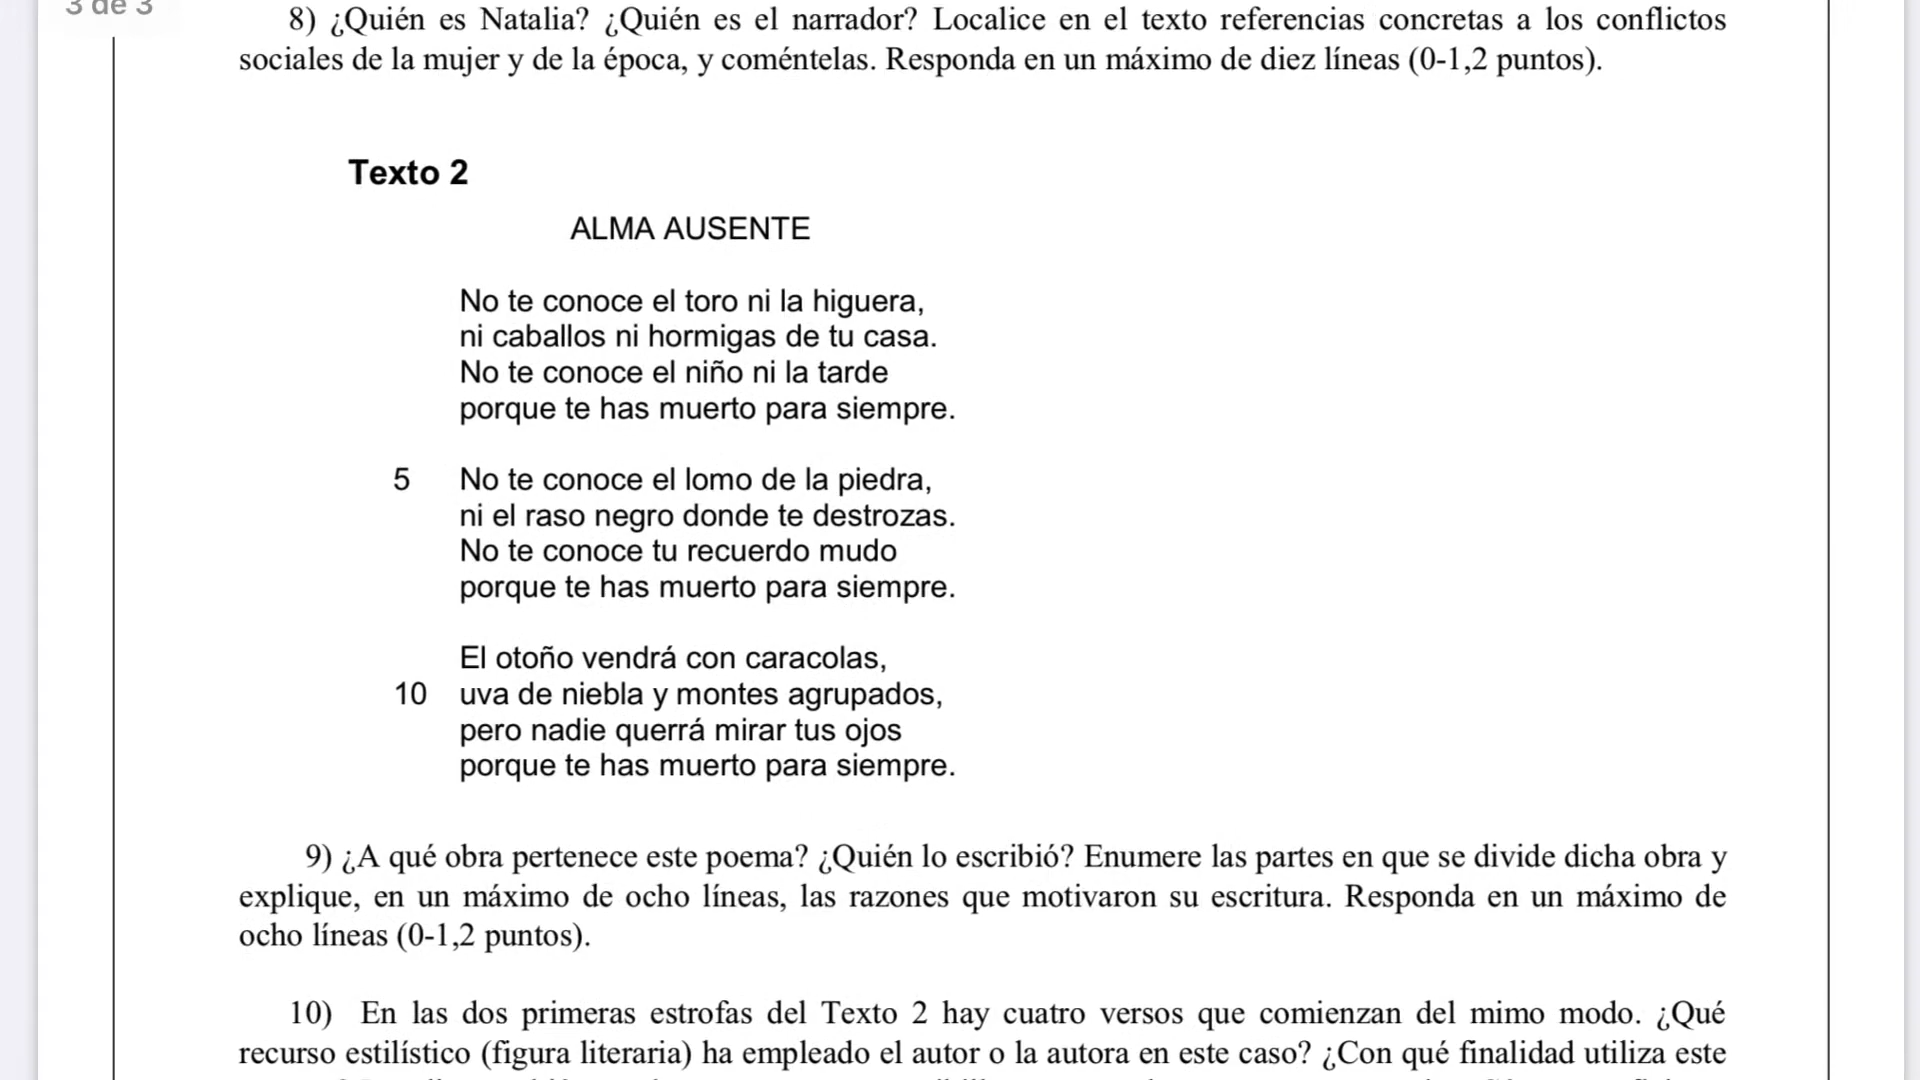 3 de 3
8) ¿Quién es Natalia? ¿Quién es el narrador? Localice en el texto referencias concretas a los conflictos
sociales de la mujer y de la época, y coméntelas. Responda en un máximo de diez líneas (0-1,2 puntos).
Texto 2
ALMA AUSENTE
No te conoce el toro ni la higuera,
ni caballos ni hormigas de tu casa.
No te conoce el niño ni la tarde
porque te has muerto para siempre.
5 No te conoce el lomo de la piedra,
ni el raso negro donde te destrozas.
No te conoce tu recuerdo mudo
porque te has muerto para siempre.
El otoño vendrá con caracolas,
10 uva de niebla y montes agrupados,
pero nadie querrá mirar tus ojos
porque te has muerto para siempre.
9) ¿A qué obra pertenece este poema? ¿Quién lo escribió? Enumere las partes en que se divide dicha obra y
explique, en un máximo de ocho líneas, las razones que motivaron su escritura. Responda en un máximo de
ocho líneas (0-1,2 puntos).
10) En las dos primeras estrofas del Texto 2 hay cuatro versos que comienzan del mimo modo. ¿Qué
recurso estilístico (figura literaria) ha empleado el autor o la autora en este caso? ¿Con qué finalidad utiliza este